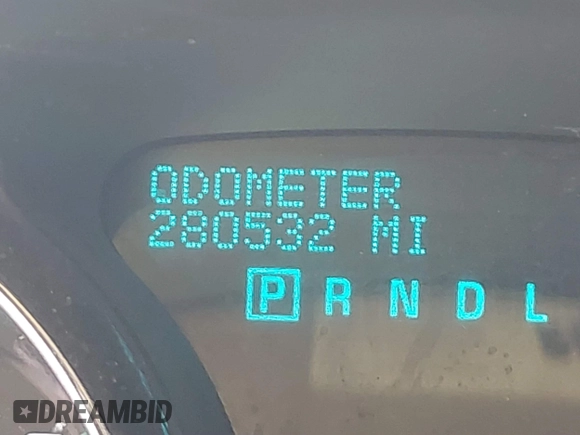 ODOMETER
280532 MI
P R N D L
DREAMBID